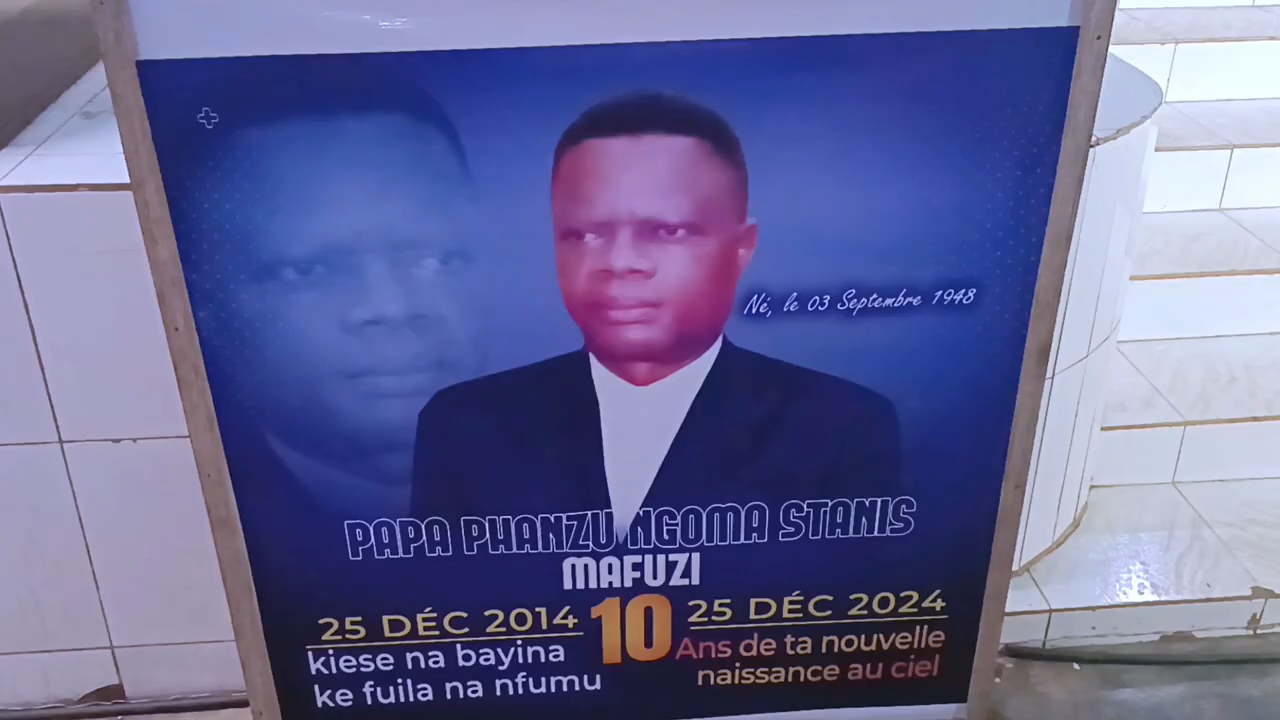 Né, le 03 Septembre 1948
PAPA PHANZU NGOMA STANIS
MAFUZI
25 DÉC 2014
10
25 DÉC 2024
kiese na bayina
ke fuila na nfumu
Ans de ta nouvelle
naissance au ciel